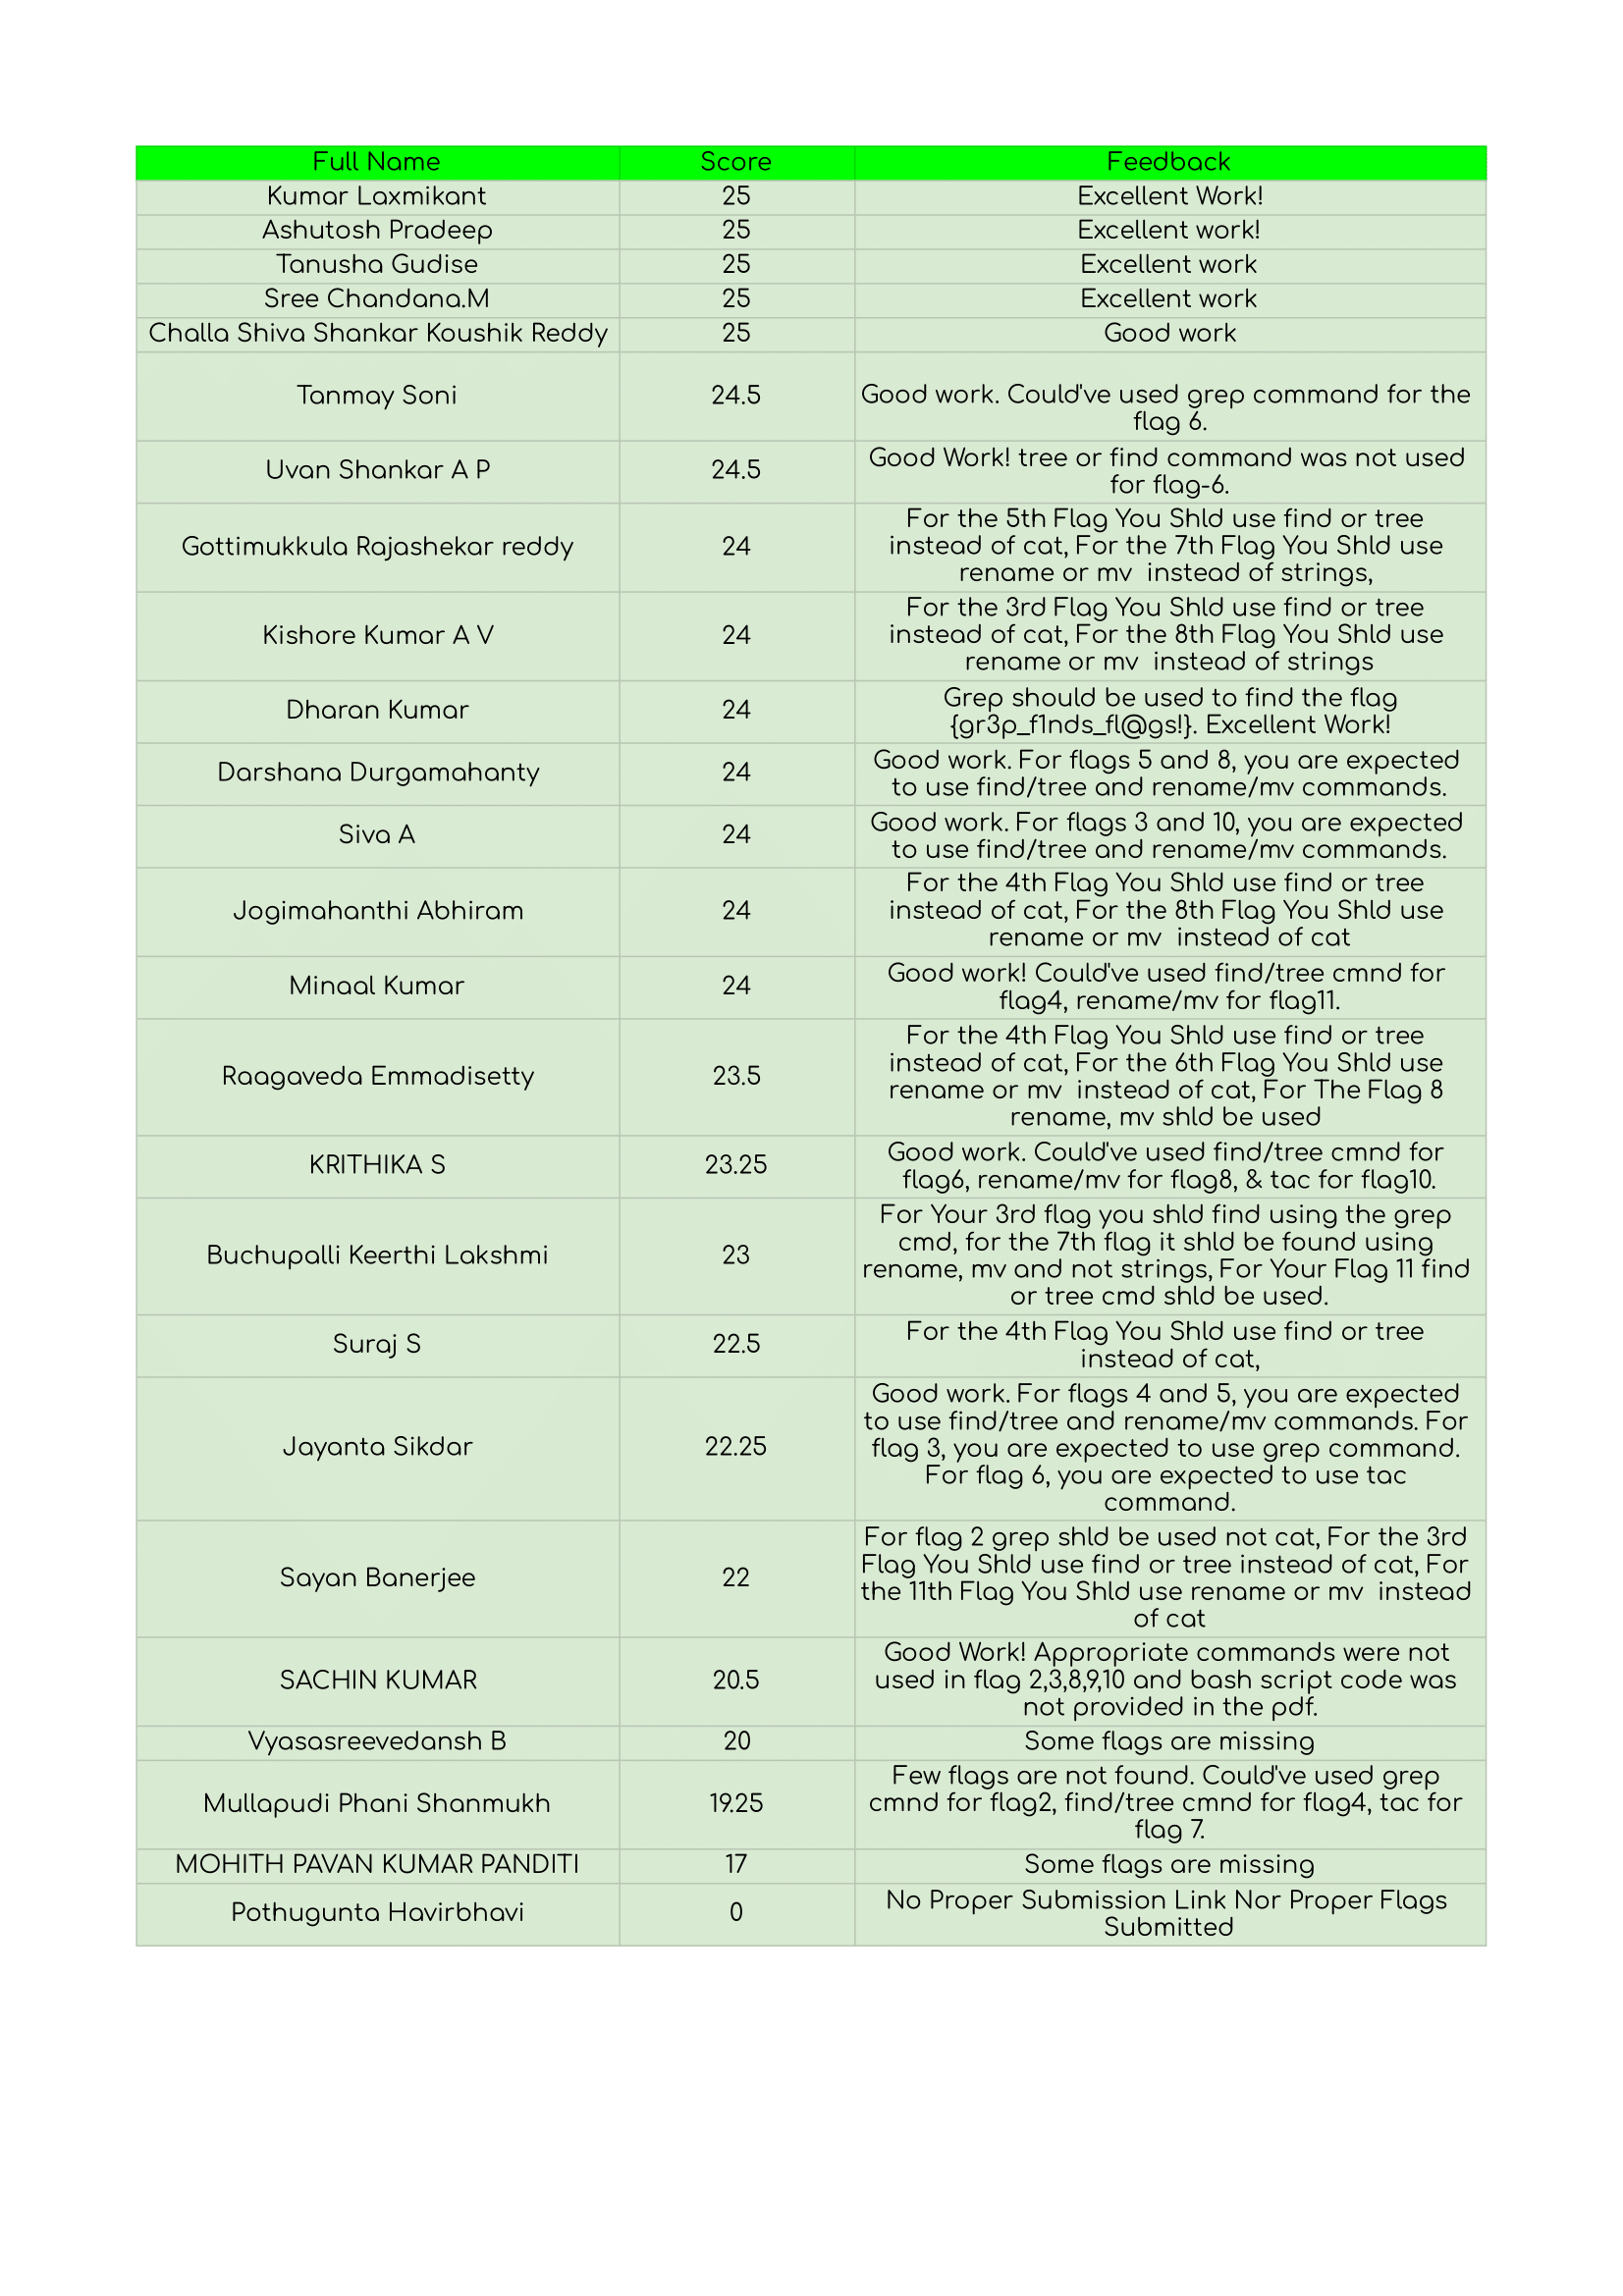 Full Name Score Feedback
Kumar Laxmikant 25 Excellent Work!
Ashutosh Pradeep 25 Excellent work!
Tanusha Gudise 25 Excellent work
Sree Chandana.M 25 Excellent work
Challa Shiva Shankar Koushik Reddy 25 Good work
Tanmay Soni 24.5 Good work. Could've used grep command for the
flag 6.
Uvan Shankar A P 24.5 Good Work! tree or find command was not used
for flag-6.
Gottimukkula Rajashekar reddy 24 For the 5th Flag You Shld use find or tree
instead of cat, For the 7th Flag You Shld use
rename or mv  instead of strings,
Kishore Kumar A V 24 For the 3rd Flag You Shld use find or tree
instead of cat, For the 8th Flag You Shld use
rename or mv  instead of strings
Dharan Kumar 24 Grep should be used to find the flag
{gr3p_f1nds_fl@gs!}. Excellent Work!
Darshana Durgamahanty 24 Good work. For flags 5 and 8, you are expected
to use find/tree and rename/mv commands.
Siva A 24 Good work. For flags 3 and 10, you are expected
to use find/tree and rename/mv commands.
Jogimahanthi Abhiram 24 For the 4th Flag You Shld use find or tree
instead of cat, For the 8th Flag You Shld use
rename or mv  instead of cat
Minaal Kumar 24 Good work! Could've used find/tree cmnd for
flag4, rename/mv for flag11.
Raagaveda Emmadisetty 23.5 For the 4th Flag You Shld use find or tree
instead of cat, For the 6th Flag You Shld use
rename or mv  instead of cat, For The Flag 8
rename, mv shld be used
KRITHIKA S 23.25 Good work. Could've used find/tree cmnd for
flag6, rename/mv for flag8, & tac for flag10.
Buchupalli Keerthi Lakshmi 23 For Your 3rd flag you shld find using the grep
cmd, for the 7th flag it shld be found using
rename, mv and not strings, For Your Flag 11 find
or tree cmd shld be used.
Suraj S 22.5 For the 4th Flag You Shld use find or tree
instead of cat,
Jayanta Sikdar 22.25 Good work. For flags 4 and 5, you are expected
to use find/tree and rename/mv commands. For
flag 3, you are expected to use grep command.
For flag 6, you are expected to use tac
command.
Sayan Banerjee 22 For flag 2 grep shld be used not cat, For the 3rd
Flag You Shld use find or tree instead of cat, For
the 11th Flag You Shld use rename or mv  instead
of cat
SACHIN KUMAR 20.5 Good Work! Appropriate commands were not
used in flag 2,3,8,9,10 and bash script code was
not provided in the pdf.
Vyasasreevedansh B 20 Some flags are missing
Mullapudi Phani Shanmukh 19.25 Few flags are not found. Could've used grep
cmnd for flag2, find/tree cmnd for flag4, tac for
flag 7.
MOHITH PAVAN KUMAR PANDITI 17 Some flags are missing
Pothugunta Havirbhavi 0 No Proper Submission Link Nor Proper Flags
Submitted